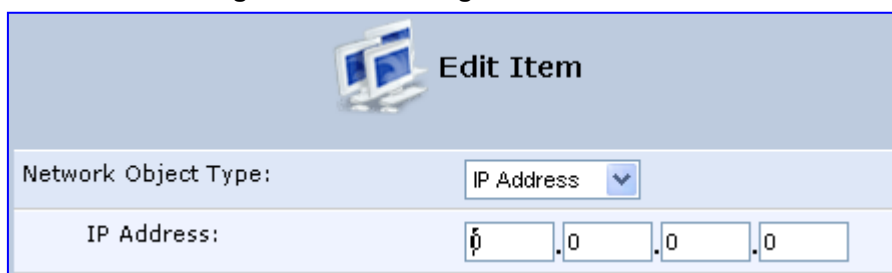 Edit Item
Network Object Type: IP Address
IP Address: 0 .0 .0 .0